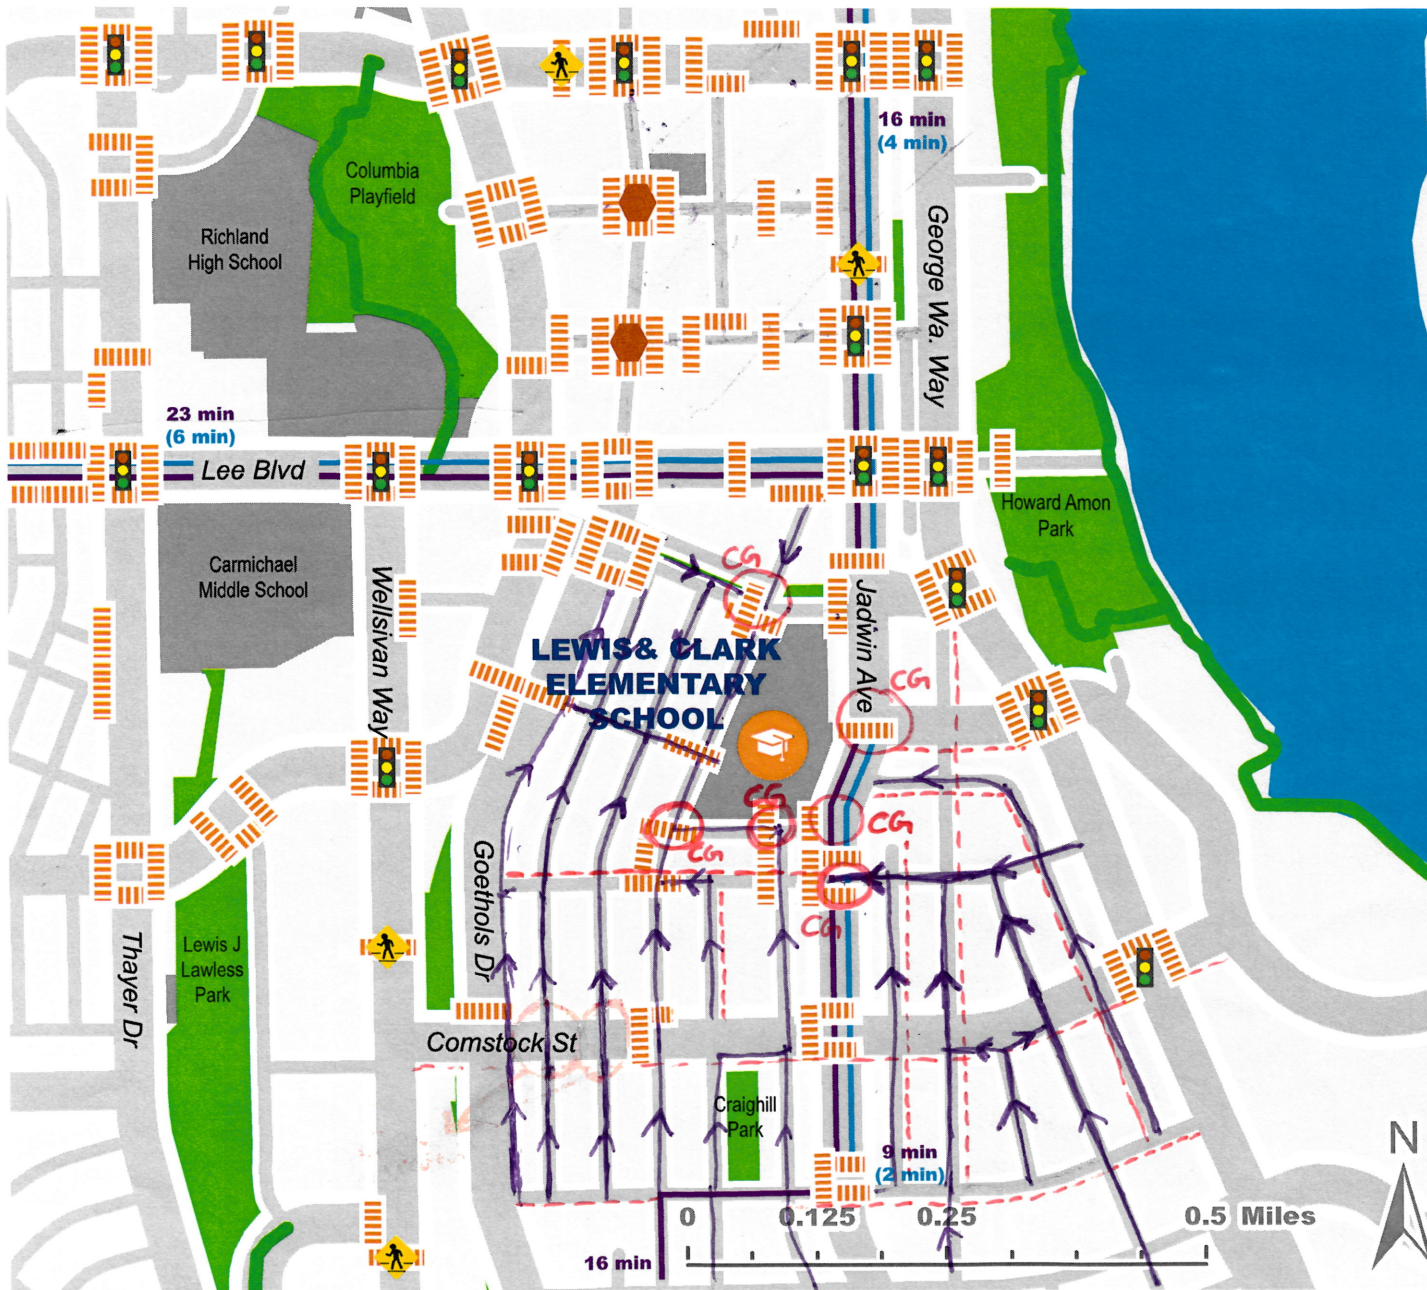 16 min
(4 min)
Columbia
Playfield
Richland
High School
George Wa. Way
23 min
(6 min)
Lee Blvd
Howard Amon
Park
CG
Carmichael
Middle School
Wellsivan Way
Jadwin Ave
LEWIS& CLARK
ELEMENTARY
SCHOOL
CG
CG
CG
CG
CG
Goethols Dr
Thayer Dr
Lewis J
Lawless
Park
Comstock St
Craighill
Park
9 min
(2 min)
N
0 0.125 0.25 0.5 Miles
16 min